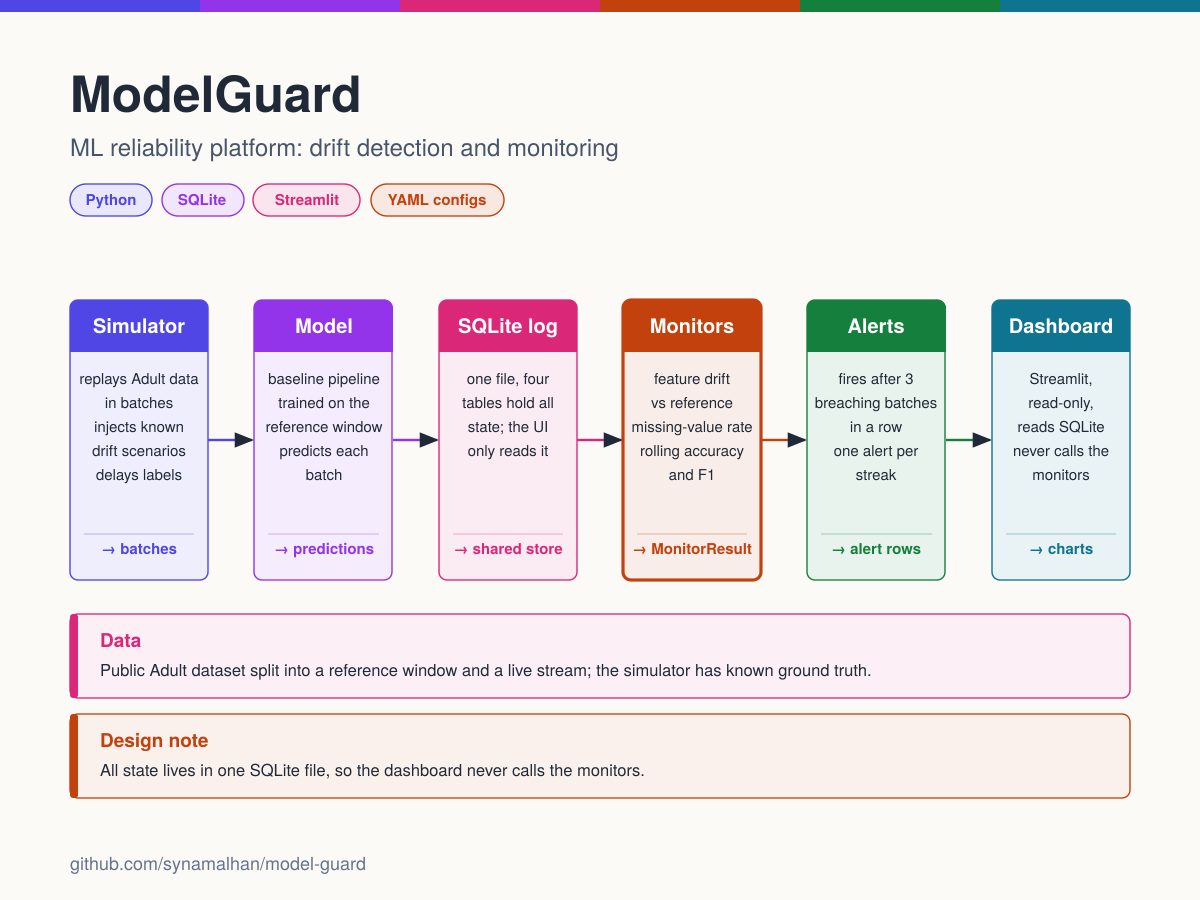 ModelGuard
ML reliability platform: drift detection and monitoring
Python
SQLite
Streamlit
YAML configs
Simulator
replays Adult data
in batches
injects known
drift scenarios
delays labels
→ batches
Model
baseline pipeline
trained on the
reference window
predicts each
batch
→ predictions
SQLite log
one file, four
tables hold all
state; the UI
only reads it
→ shared store
Monitors
feature drift
vs reference
missing-value rate
rolling accuracy
and F1
→ MonitorResult
Alerts
fires after 3
breaching batches
in a row
one alert per
streak
→ alert rows
Dashboard
Streamlit,
read-only,
reads SQLite
never calls the
monitors
→ charts
Data
Public Adult dataset split into a reference window and a live stream; the simulator has known ground truth.
Design note
All state lives in one SQLite file, so the dashboard never calls the monitors.
github.com/synamalhan/model-guard